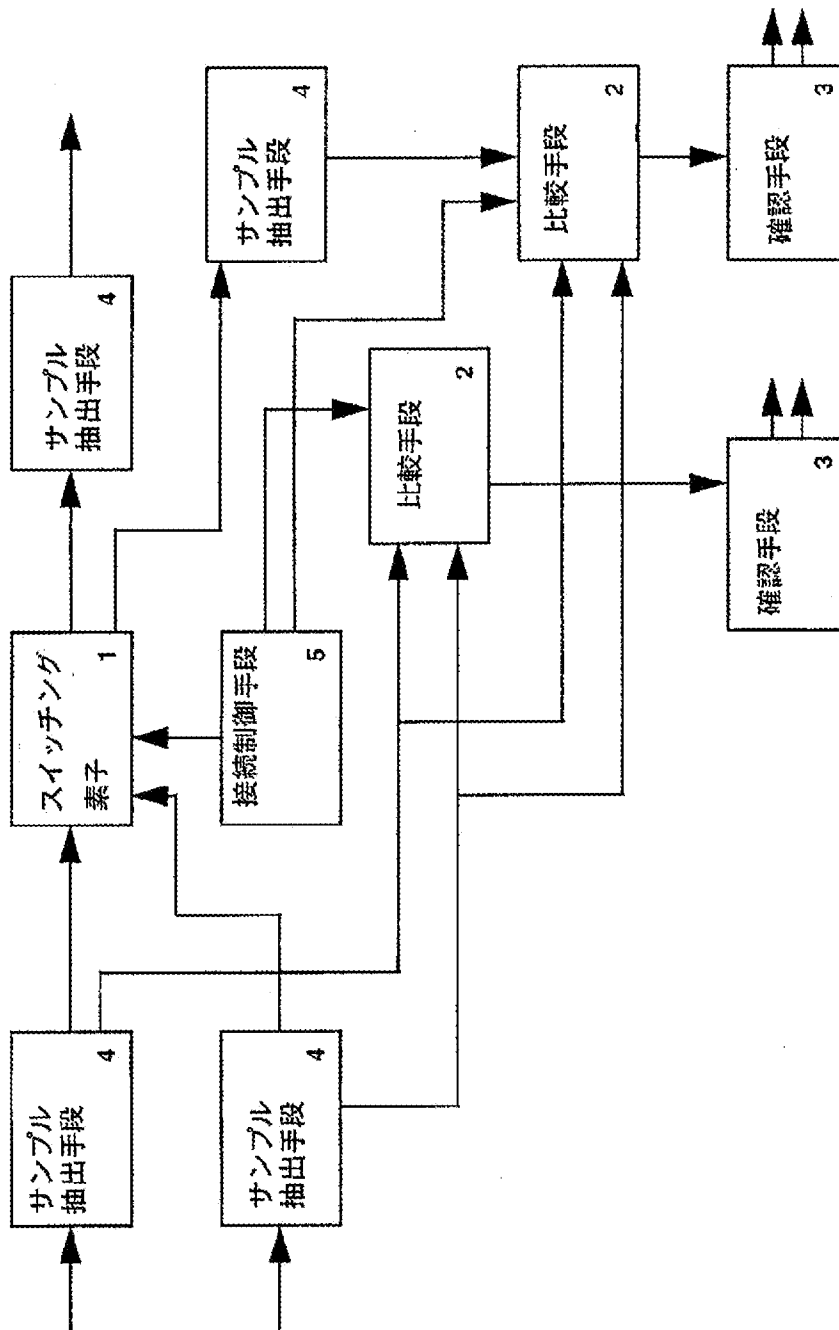 サンプル
抽出手段
4
スイッチング
素子
1
サンプル
抽出手段
4
サンプル
抽出手段
4
接続制御手段
5
サンプル
抽出手段
4
比較手段
2
比較手段
2
確認手段
3
確認手段
3